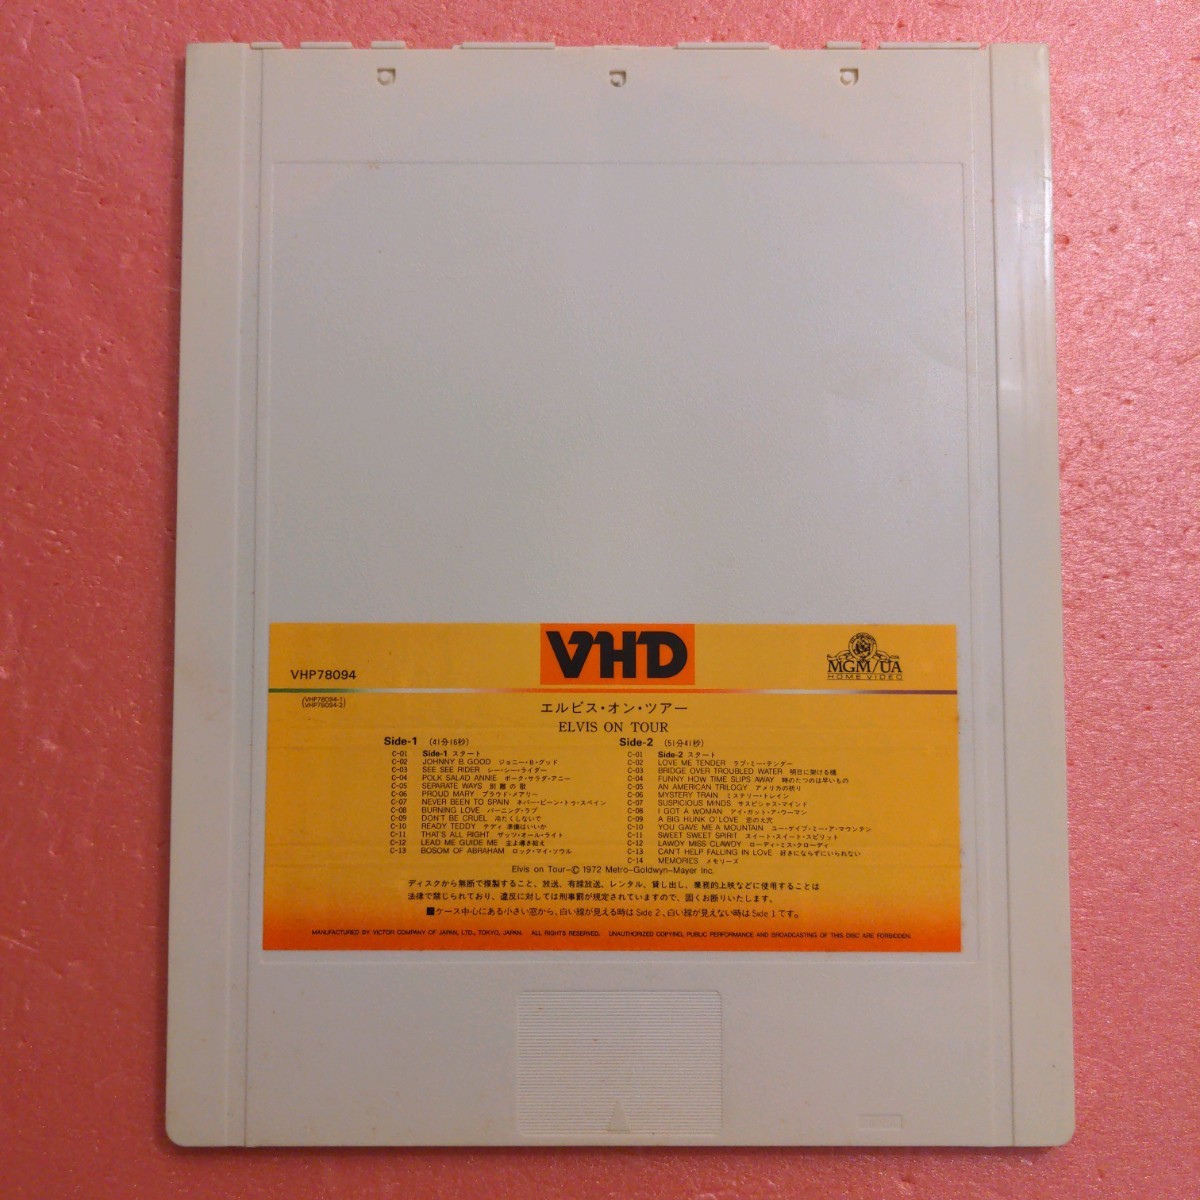 VHD
VHP78094
(VHP78094-1)
(VHP78094-2)
MGM/UA
HOME VIDEO
エルビス・オン・ツアー
ELVIS ON TOUR
Side-1 (41分16秒)
C-01 Side-1 スタート
C-02 JOHNNY B. GOOD ジョニー・B・グッド
C-03 SEE SEE RIDER シー・シー・ライダー
C-04 POLK SALAD ANNIE ポーク・サラダ・アニー
C-05 SEPARATE WAYS 別離の歌
C-06 PROUD MARY プラウド・メアリー
C-07 NEVER BEEN TO SPAIN ネバー・ビーン・トゥ・スペイン
C-08 BURNING LOVE バーニング・ラブ
C-09 DON'T BE CRUEL 冷たくしないで
C-10 READY TEDDY テディ準備はいいか
C-11 THAT'S ALL RIGHT ザッツ・オール・ライト
C-12 LEAD ME GUIDE ME 主よ導き給え
C-13 BOSOM OF ABRAHAM ロック・マイ・ソウル
Side-2 (51分41秒)
C-01 Side-2 スタート
C-02 LOVE ME TENDER ラブ・ミー・テンダー
C-03 BRIDGE OVER TROUBLED WATER 明日に架ける橋
C-04 FUNNY HOW TIME SLIPS AWAY 時のたつのは早いもの
C-05 AN AMERICAN TRILOGY アメリカの祈り
C-06 MYSTERY TRAIN ミステリー・トレイン
C-07 SUSPICIOUS MINDS サスピシャス・マインド
C-08 I GOT A WOMAN アイ・ガット・ア・ウーマン
C-09 A BIG HUNK O'LOVE 恋の大穴
C-10 YOU GAVE ME A MOUNTAIN ユー・ゲイブ・ミー・ア・マウンテン
C-11 SWEET SWEET SPIRIT スイート・スイート・スピリット
C-12 LAWDY MISS CLAWDY ローディ・ミス・クローディ
C-13 CAN'T HELP FALLING IN LOVE 好きにならずにいられない
C-14 MEMORIES メモリーズ
Elvis on Tour-© 1972 Metro-Goldwyn-Mayer Inc.
ディスクから無断で複製すること、放送、有線放送、レンタル、貸し出し、業務的上映などに使用することは
法律で禁じられており、違反に対しては刑事罰が規定されていますので、固くお断りいたします。
■ケース中心にある小さい窓から、白い線が見える時はSide 2、白い線が見えない時はSide 1です。
MANUFACTURED BY VICTOR COMPANY OF JAPAN, LTD., TOKYO, JAPAN. ALL RIGHTS RESERVED. UNAUTHORIZED COPYING, PUBLIC PERFORMANCE AND BROADCASTING OF THIS DISC ARE FORBIDDEN.